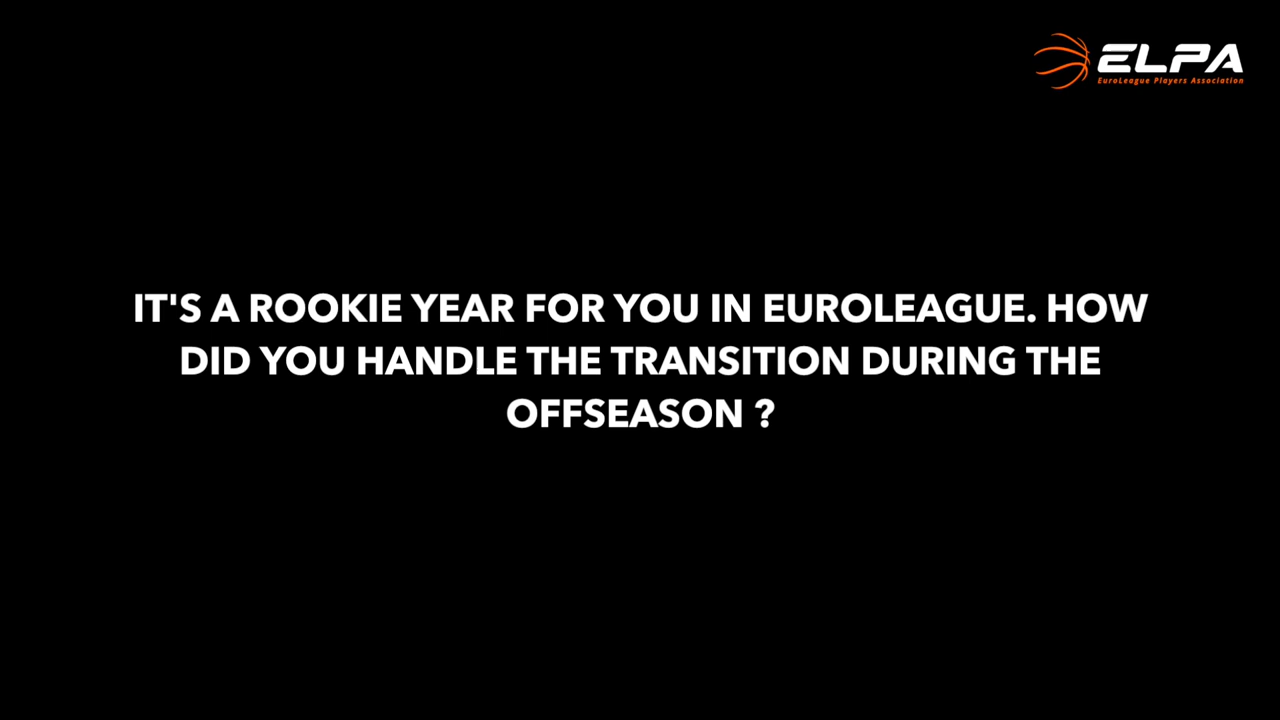 ELPA
EuroLeague Players Association
IT'S A ROOKIE YEAR FOR YOU IN EUROLEAGUE. HOW
DID YOU HANDLE THE TRANSITION DURING THE
OFFSEASON ?